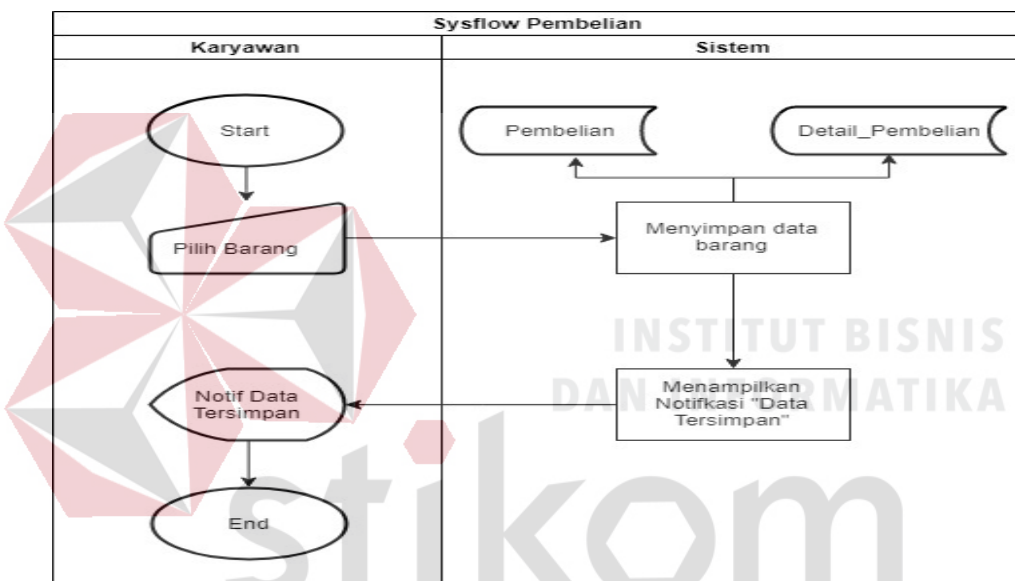 Sysflow Pembelian
Karyawan
Sistem
Start
Pembelian
Detail_Pembelian
Pilih Barang
Menyimpan data
barang
INSTITUT BISNIS
DAN INFORMATIKA
Notif Data
Tersimpan
Menampilkan
Notifkasi "Data
Tersimpan"
stikom
End